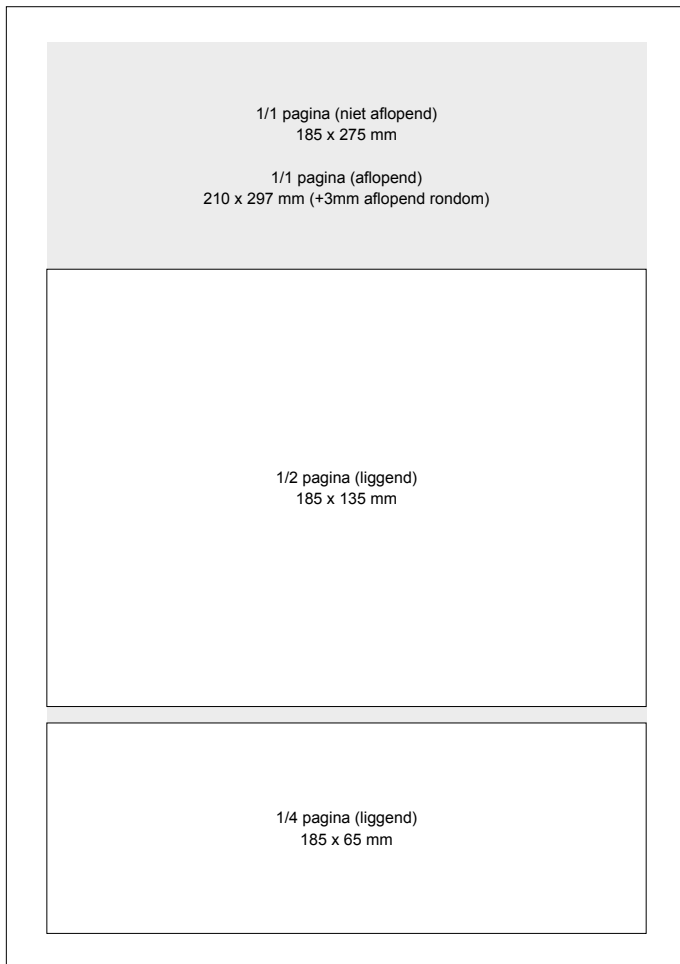 1/1 pagina (niet aflopend)
185 x 275 mm
1/1 pagina (aflopend)
210 x 297 mm (+3mm aflopend rondom)
1/2 pagina (liggend)
185 x 135 mm
1/4 pagina (liggend)
185 x 65 mm